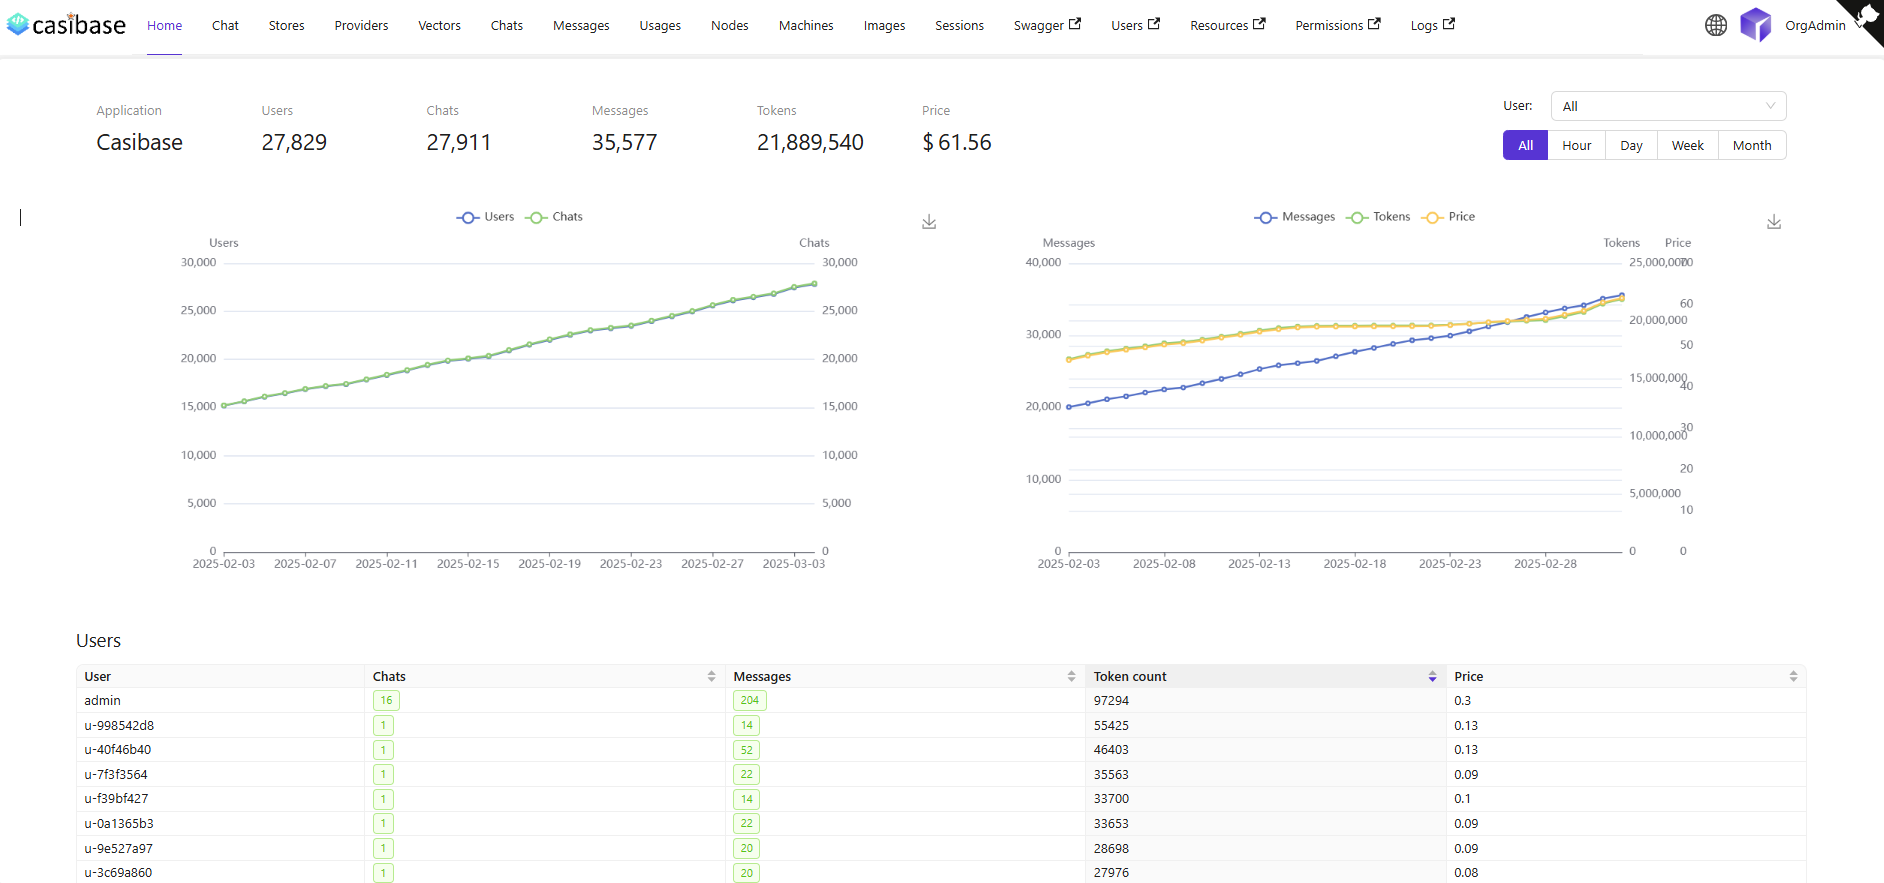 casibase Home Chat Stores Providers Vectors Chats Messages Usages Nodes Machines Images Sessions Swagger Users Resources Permissions Logs OrgAdmin
Application Users Chats Messages Tokens Price
Casibase 27,829 27,911 35,577 21,889,540 $ 61.56
User: All
All Hour Day Week Month
Users Chats
Users Chats
30,000 30,000
25,000 25,000
20,000 20,000
15,000 15,000
10,000 10,000
5,000 5,000
0 0
2025-02-03 2025-02-07 2025-02-11 2025-02-15 2025-02-19 2025-02-23 2025-02-27 2025-03-03
Messages Tokens Price
Messages Tokens Price
40,000 25,000,000 70
60
20,000,000
30,000
50
15,000,000
40
20,000
30
10,000,000
20
10,000
5,000,000
10
0 0 0
2025-02-03 2025-02-08 2025-02-13 2025-02-18 2025-02-23 2025-02-28
Users
User Chats Messages Token count Price
admin 16 204 97294 0.3
u-998542d8 1 14 55425 0.13
u-40f46b40 1 52 46403 0.13
u-7f3f3564 1 22 35563 0.09
u-f39bf427 1 14 33700 0.1
u-0a1365b3 1 22 33653 0.09
u-9e527a97 1 20 28698 0.09
u-3c69a860 1 20 27976 0.08